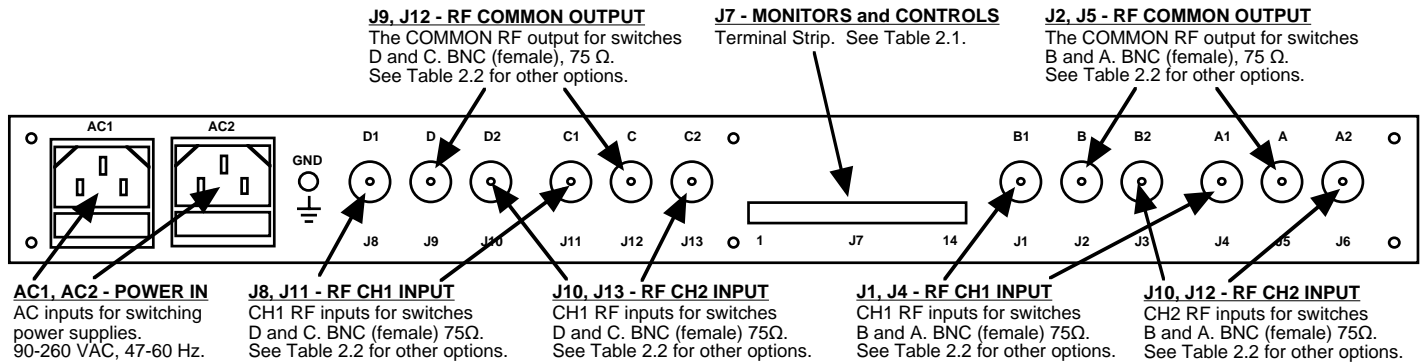 J9, J12 - RF COMMON OUTPUT
The COMMON RF output for switches
D and C. BNC (female), 75 Ω.
See Table 2.2 for other options.
J7 - MONITORS and CONTROLS
Terminal Strip. See Table 2.1.
J2, J5 - RF COMMON OUTPUT
The COMMON RF output for switches
B and A. BNC (female), 75 Ω.
See Table 2.2 for other options.
AC1 AC2 D1 D D2 C1 C C2 B1 B B2 A1 A A2
GND
1 J7 14
J8 J9 J10 J11 J12 J13 J1 J2 J3 J4 J5 J6
AC1, AC2 - POWER IN
AC inputs for switching
power supplies.
90-260 VAC, 47-60 Hz.
J8, J11 - RF CH1 INPUT
CH1 RF inputs for switches
D and C. BNC (female) 75Ω.
See Table 2.2 for other options.
J10, J13 - RF CH2 INPUT
CH1 RF inputs for switches
D and C. BNC (female) 75Ω.
See Table 2.2 for other options.
J1, J4 - RF CH1 INPUT
CH1 RF inputs for switches
B and A. BNC (female) 75Ω.
See Table 2.2 for other options.
J10, J12 - RF CH2 INPUT
CH2 RF inputs for switches
B and A. BNC (female) 75Ω.
See Table 2.2 for other options.